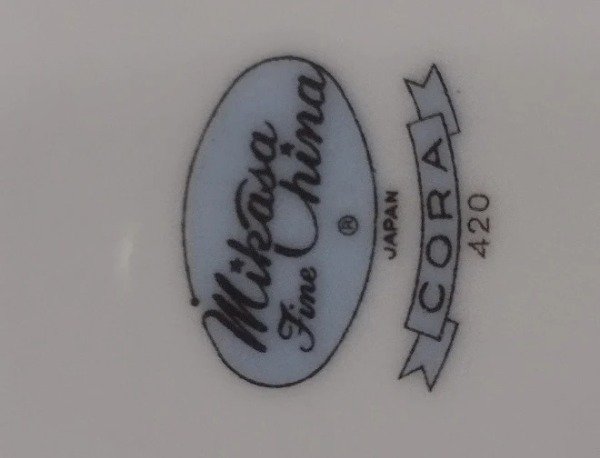 Mikasa
Fine China
®
JAPAN
CORA
420